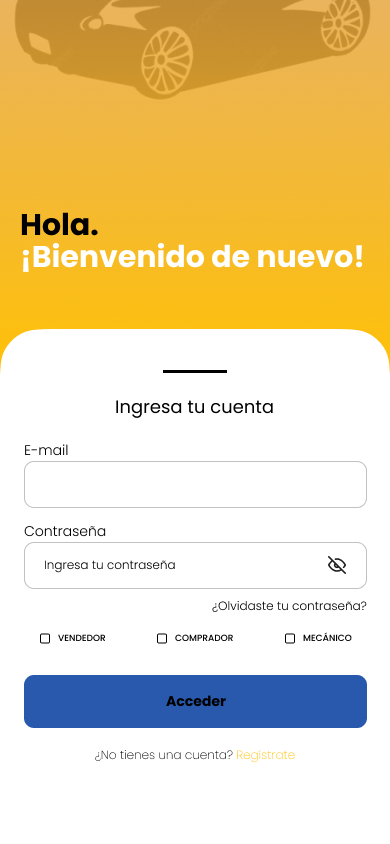 Hola.
¡Bienvenido de nuevo!
Ingresa tu cuenta
E-mail
Contraseña
Ingresa tu contraseña
¿Olvidaste tu contraseña?
VENDEDOR COMPRADOR MECÁNICO
Acceder
¿No tienes una cuenta? Regístrate